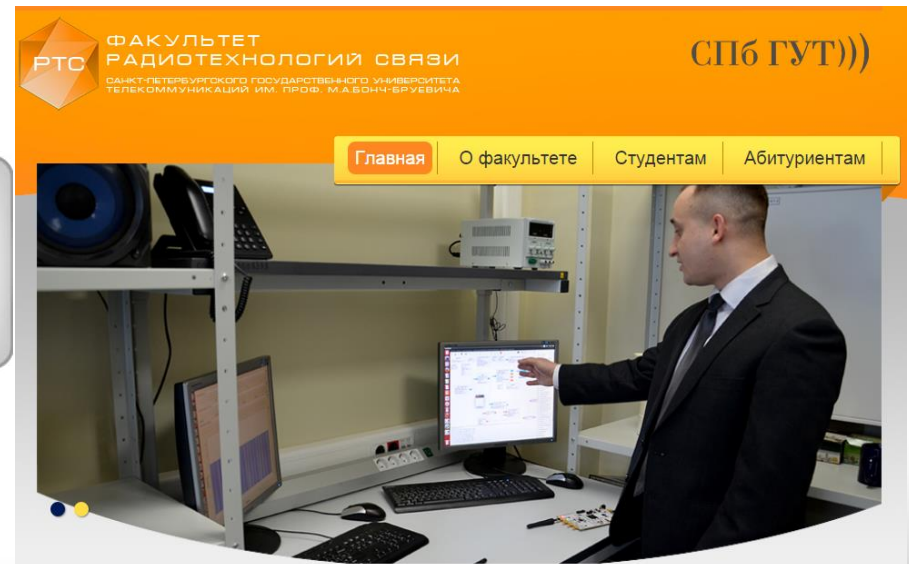 РТС
ФАКУЛЬТЕТ
РАДИОТЕХНОЛОГИЙ СВЯЗИ
САНКТ-ПЕТЕРБУРГСКОГО ГОСУДАРСТВЕННОГО УНИВЕРСИТЕТА
ТЕЛЕКОММУНИКАЦИЙ ИМ. ПРОФ. М.А.БОНЧ-БРУЕВИЧА
СПб ГУТ)))
Главная О факультете Студентам Абитуриентам